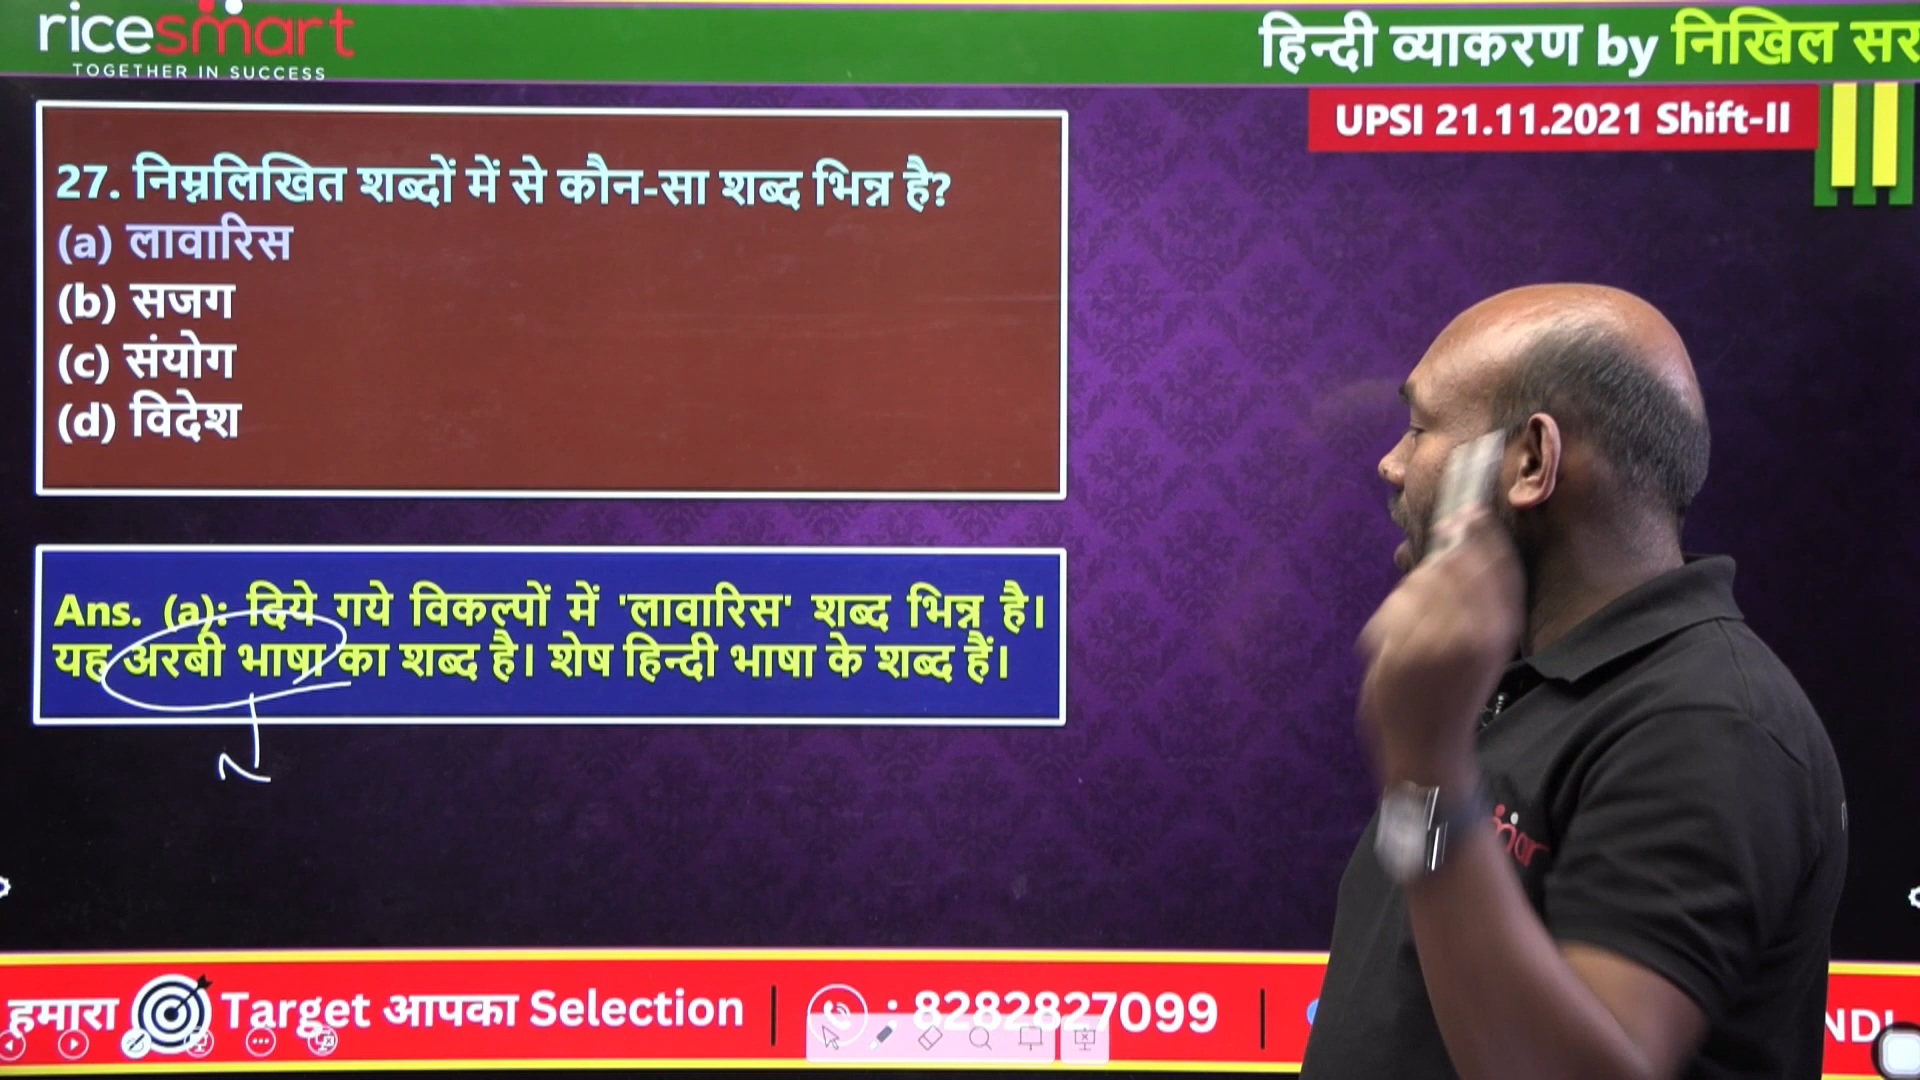 ricesmart
TOGETHER IN SUCCESS
हिन्दी व्याकरण by निखिल सर
UPSI 21.11.2021 Shift-II
27. निम्नलिखित शब्दों में से कौन-सा शब्द भिन्न है?
(a) लावारिस
(b) सजग
(c) संयोग
(d) विदेश
Ans. (a): दिये गये विकल्पों में 'लावारिस' शब्द भिन्न है।
यह अरबी भाषा का शब्द है। शेष हिन्दी भाषा के शब्द हैं।
हमारा Target आपका Selection | : 8282827099 |